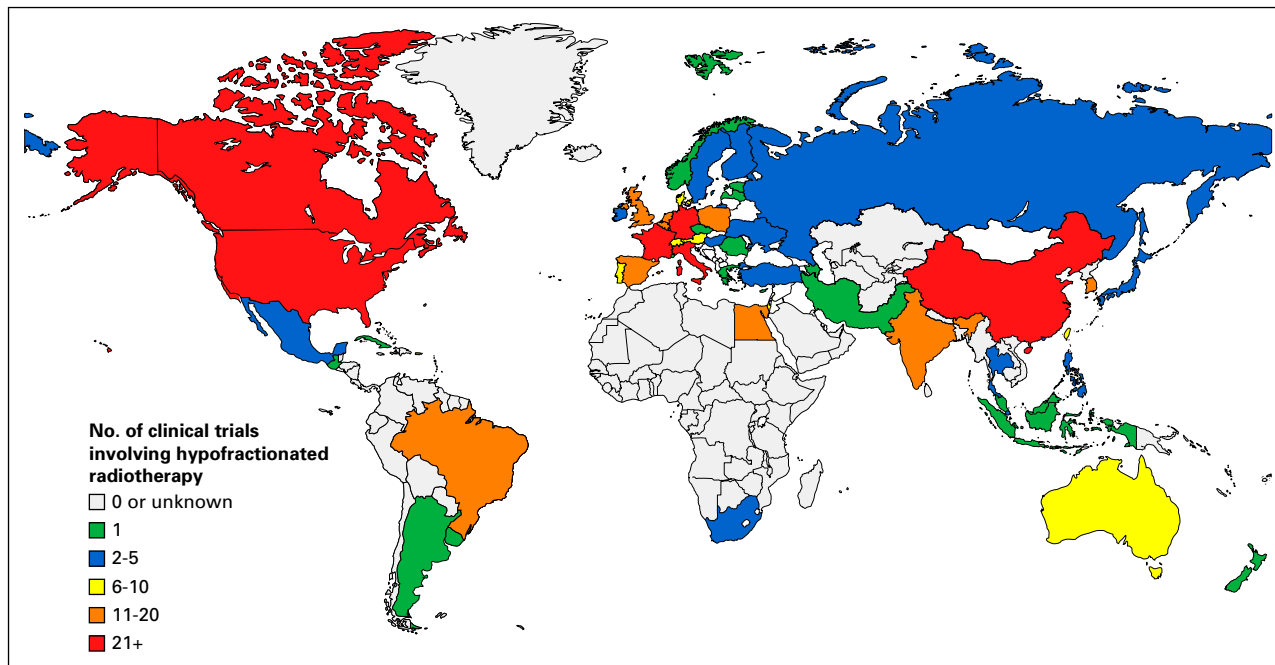 No. of clinical trials
involving hypofractionated
radiotherapy
0 or unknown
1
2-5
6-10
11-20
21+